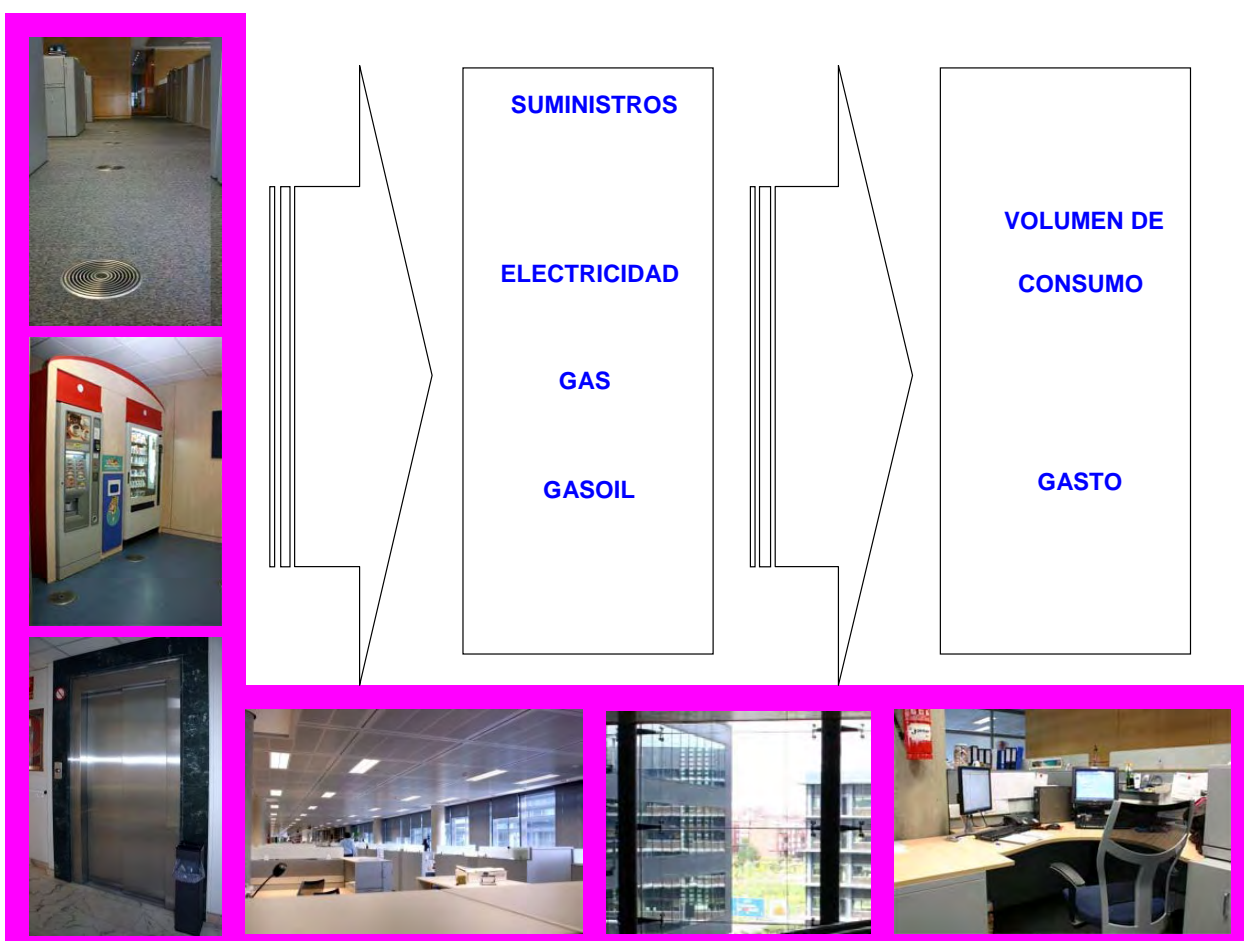 SUMINISTROS
ELECTRICIDAD
GAS
GASOIL
VOLUMEN DE
CONSUMO
GASTO